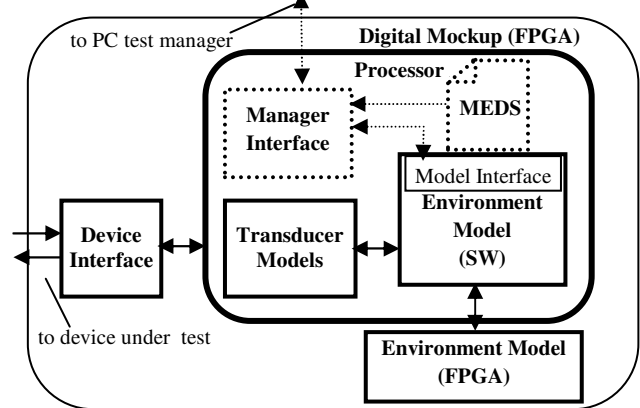 to PC test manager
Digital Mockup (FPGA)
Processor
MEDS
Manager
Interface
Model Interface
Environment
Model
(SW)
Device
Interface
Transducer
Models
to device under test
Environment Model
(FPGA)